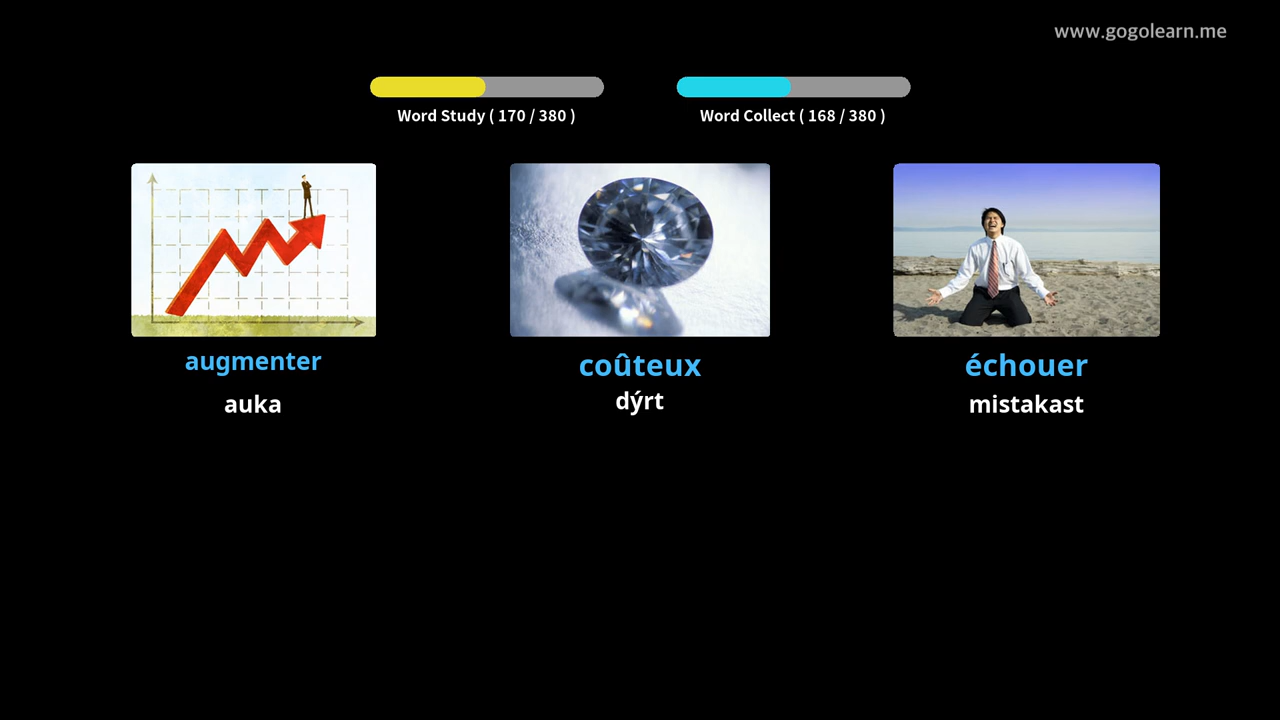 www.gogolearn.me
Word Study ( 170 / 380 )
Word Collect ( 168 / 380 )
augmenter
auka
coûteux
dýrt
échouer
mistakast